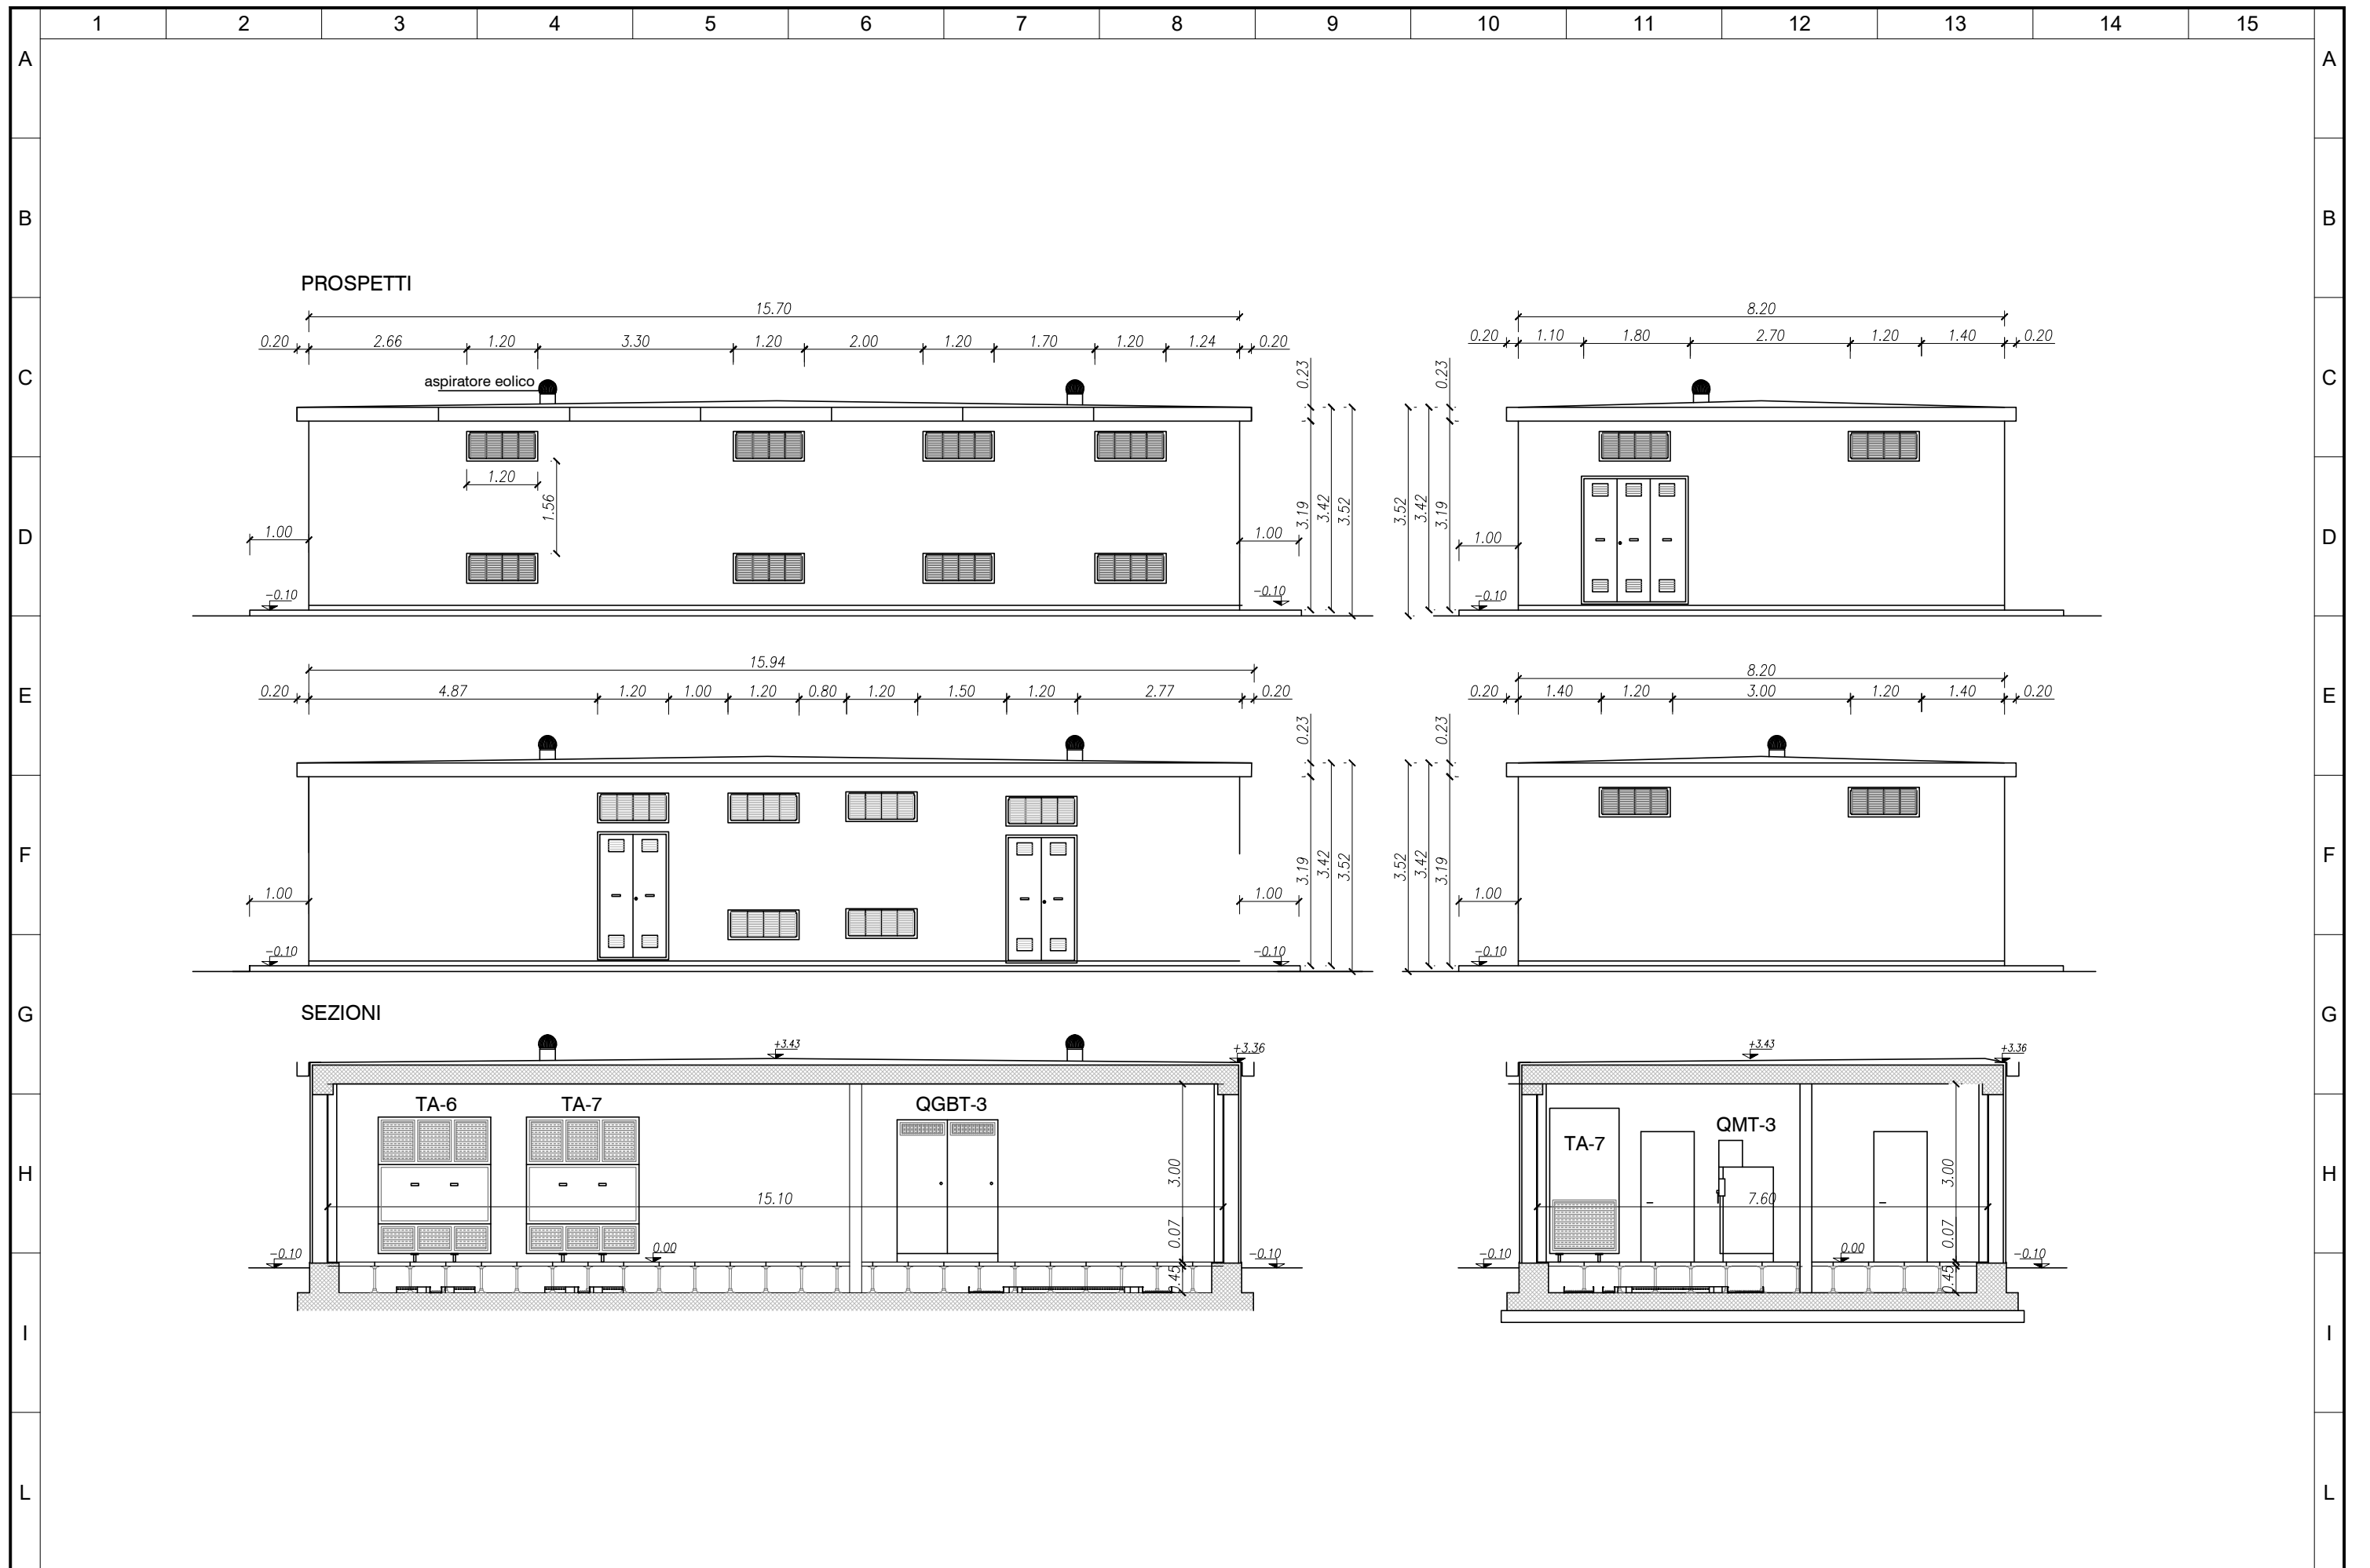 1 2 3 4 5 6 7 8 9 10 11 12 13 14 15
A A
B B
PROSPETTI
15.70 8.20
0.20 2.66 1.20 3.30 1.20 2.00 1.20 1.70 1.20 1.24 0.20 0.20 1.10 1.80 2.70 1.20 1.40 0.20
C aspiratore eolico 0.23 0.23 C
1.20
1.56 3.19 3.42 3.52 3.52 3.42 3.19
D 1.00 1.00 1.00 D
-0.10 -0.10 -0.10
15.94 8.20
E 0.20 4.87 1.20 1.00 1.20 0.80 1.20 1.50 1.20 2.77 0.20 0.20 1.40 1.20 3.00 1.20 1.40 0.20 E
0.23 0.23
F 3.19 3.42 3.52 3.52 3.42 3.19 F
1.00 1.00 1.00
-0.10 -0.10 -0.10
SEZIONI
G G
+3.43 +3.36 +3.43 +3.36
TA-6 TA-7 QGBT-3
QMT-3
TA-7
H 3.00 3.00 H
15.10 7.60
0.07 0.07
-0.10 0.00 -0.10 -0.10 0.00 -0.10
0.45 0.45
I I
L L